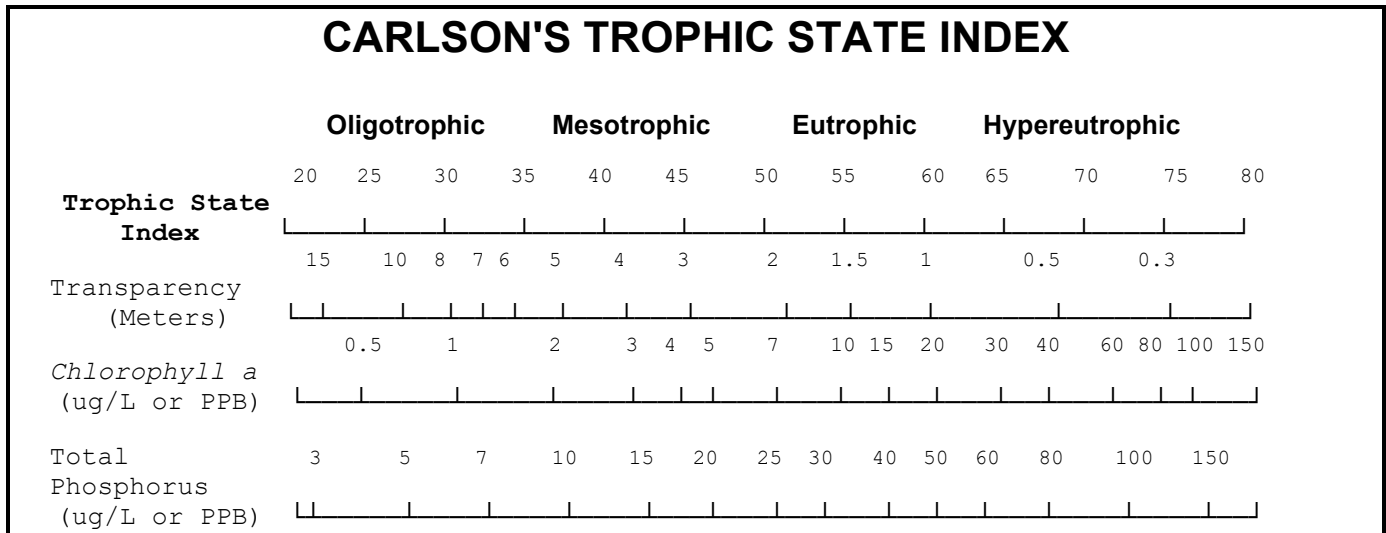 CARLSON'S TROPHIC STATE INDEX
Oligotrophic Mesotrophic Eutrophic Hypereutrophic
20 25 30 35 40 45 50 55 60 65 70 75 80
Trophic State
Index
15 10 8 7 6 5 4 3 2 1.5 1 0.5 0.3
Transparency
(Meters)
0.5 1 2 3 4 5 7 10 15 20 30 40 60 80 100 150
Chlorophyll a
(ug/L or PPB)
Total 3 5 7 10 15 20 25 30 40 50 60 80 100 150
Phosphorus
(ug/L or PPB)